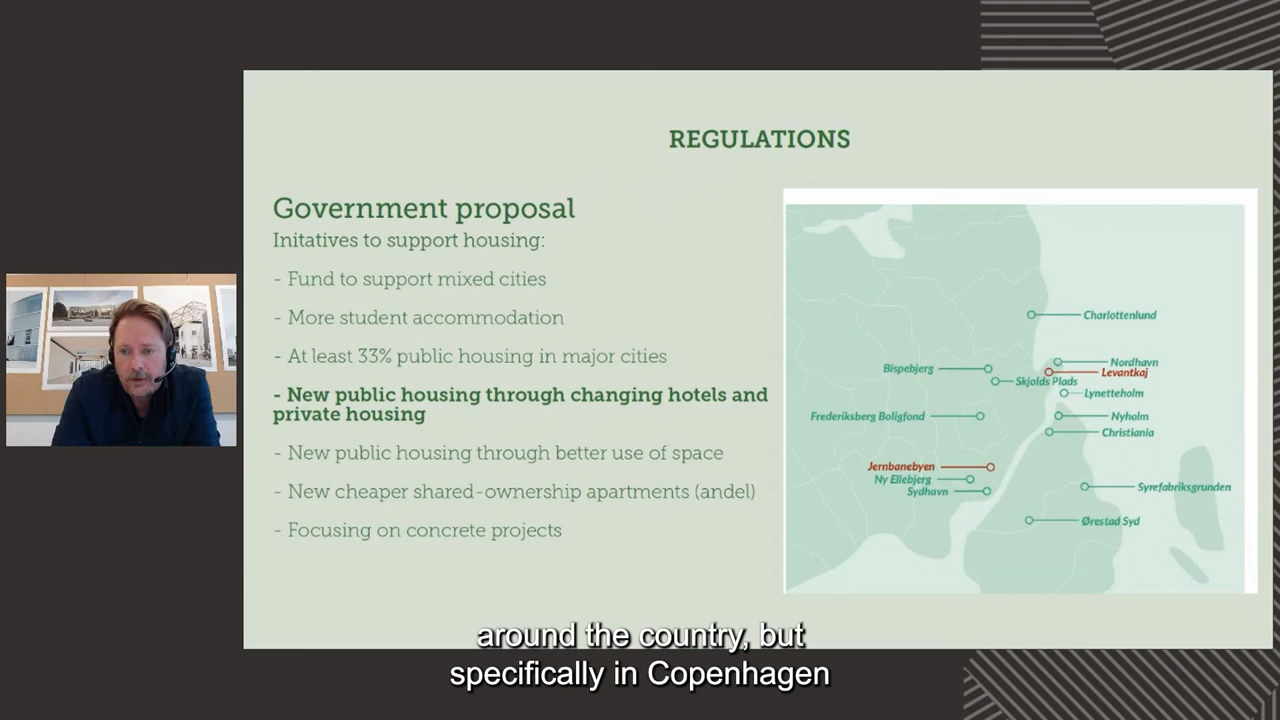 REGULATIONS
Government proposal
Initatives to support housing:
- Fund to support mixed cities
- More student accommodation
- At least 33% public housing in major cities
- New public housing through changing hotels and
private housing
- New public housing through better use of space
- New cheaper shared-ownership apartments (andel)
- Focusing on concrete projects
Charlottenlund
Nordhavn
Bispebjerg
Levantkaj
Skjolds Plads
Lynetteholm
Frederiksberg Boligfond
Nyholm
Christiania
Jernbanebyen
Ny Ellebjerg
Syrefabriksgrunden
Sydhavn
Ørestad Syd
around the country, but
specifically in Copenhagen